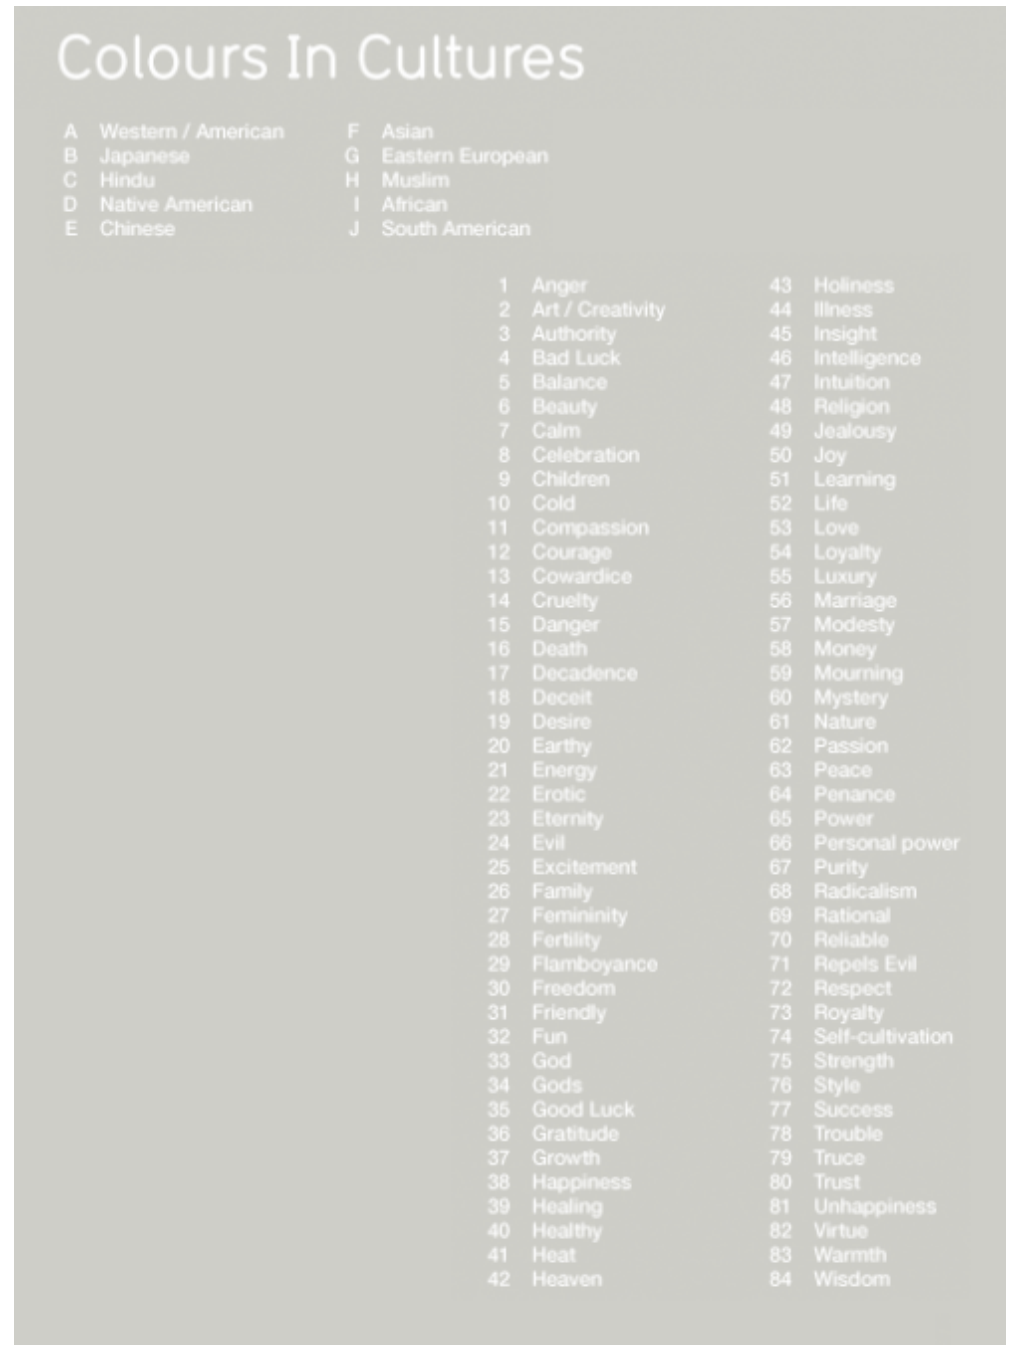 Colours In Cultures
A Western / American
B Japanese
C Hindu
D Native American
E Chinese
F Asian
G Eastern European
H Muslim
I African
J South American
1 Anger
2 Art / Creativity
3 Authority
4 Bad Luck
5 Balance
6 Beauty
7 Calm
8 Celebration
9 Children
10 Cold
11 Compassion
12 Courage
13 Cowardice
14 Cruelty
15 Danger
16 Death
17 Decadence
18 Deceit
19 Desire
20 Earthy
21 Energy
22 Erotic
23 Eternity
24 Evil
25 Excitement
26 Family
27 Femininity
28 Fertility
29 Flamboyance
30 Freedom
31 Friendly
32 Fun
33 God
34 Gods
35 Good Luck
36 Gratitude
37 Growth
38 Happiness
39 Healing
40 Healthy
41 Heat
42 Heaven
43 Holiness
44 Illness
45 Insight
46 Intelligence
47 Intuition
48 Religion
49 Jealousy
50 Joy
51 Learning
52 Life
53 Love
54 Loyalty
55 Luxury
56 Marriage
57 Modesty
58 Money
59 Mourning
60 Mystery
61 Nature
62 Passion
63 Peace
64 Penance
65 Power
66 Personal power
67 Purity
68 Radicalism
69 Rational
70 Reliable
71 Repels Evil
72 Respect
73 Royalty
74 Self-cultivation
75 Strength
76 Style
77 Success
78 Trouble
79 Truce
80 Trust
81 Unhappiness
82 Virtue
83 Warmth
84 Wisdom